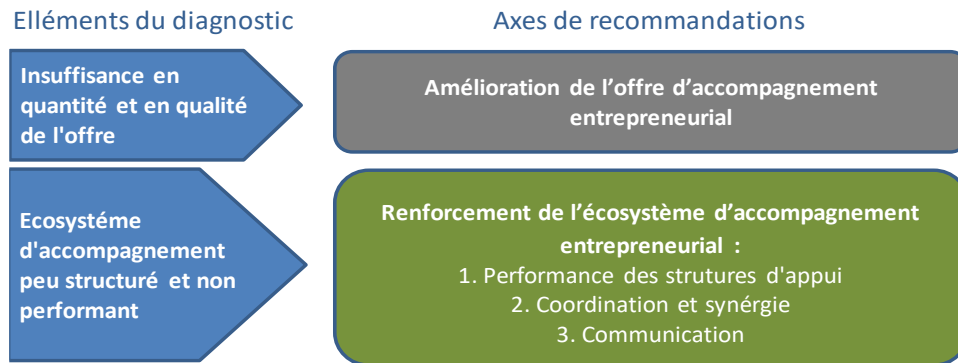 Elléments du diagnostic
Axes de recommandations
Insuffisance en
quantité et en qualité
de l'offre
Amélioration de l’offre d’accompagnement
entrepreneurial
Ecosystéme
d'accompagnement
peu structuré et non
performant
Renforcement de l’écosystème d’accompagnement
entrepreneurial :
1. Performance des strutures d'appui
2. Coordination et synérgie
3. Communication